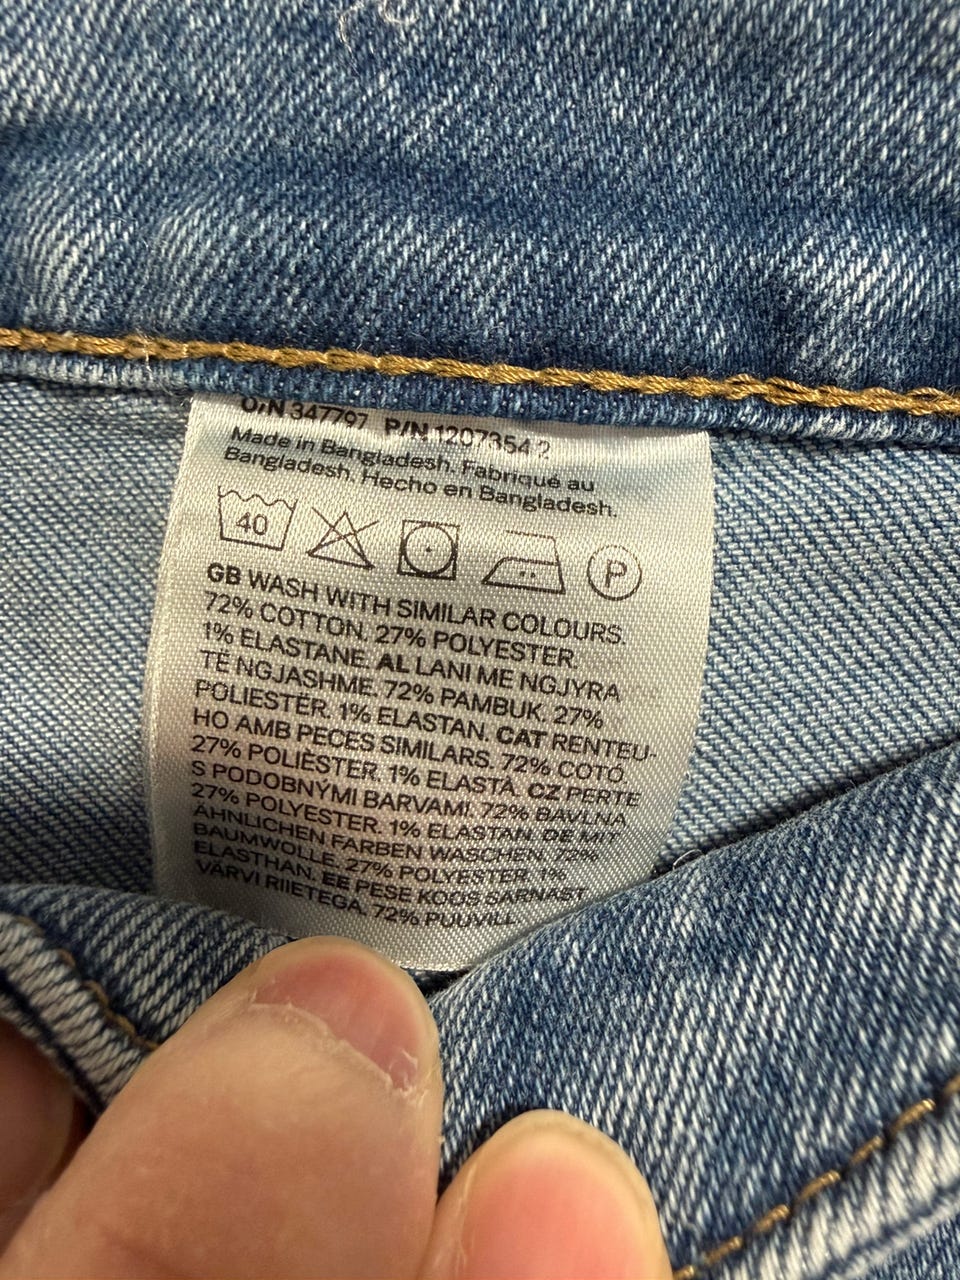 O/N 347797 P/N 1207354-2
Made in Bangladesh. Fabriqué au
Bangladesh. Hecho en Bangladesh.
40 P
GB WASH WITH SIMILAR COLOURS.
72% COTTON. 27% POLYESTER.
1% ELASTANE. AL LANI ME NGJYRA
TË NGJASHME. 72% PAMBUK. 27%
POLIESTËR. 1% ELASTAN. CAT RENTEU-
HO AMB PECES SIMILARS. 72% COTÓ.
27% POLIÈSTER. 1% ELASTÀ. CZ PERTE
S PODOBNÝMI BARVAMI. 72% BAVLNA.
27% POLYESTER. 1% ELASTAN. DE MIT
ÄHNLICHEN FARBEN WASCHEN. 72%
BAUMWOLLE. 27% POLYESTER. 1%
ELASTHAN. EE PESE KOOS SARNAST
VÄRVI RIIETEGA. 72% PUUVILL.